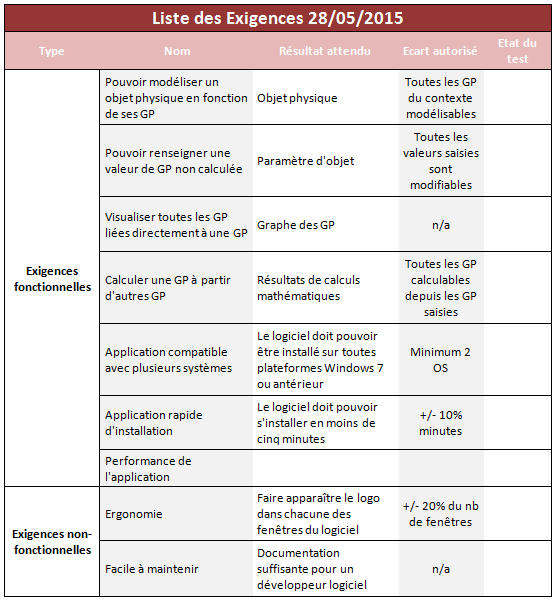 Liste des Exigences 28/05/2015
Type
Nom
Résultat attendu
Ecart autorisé
Etat du
test
Exigences
fonctionnelles
Pouvoir modéliser un
objet physique en fonction
de ses GP
Objet physique
Toutes les GP
du contexte
modélisables
Pouvoir renseigner une
valeur de GP non calculée
Paramètre d'objet
Toutes les
valeurs saisies
sont
modifiables
Visualiser toutes les GP
liées directement à une GP
Graphe des GP
n/a
Calculer une GP à partir
d'autres GP
Résultats de calculs
mathématiques
Toutes les GP
calculables
depuis les GP
saisies
Application compatible
avec plusieurs systèmes
Le logiciel doit pouvoir
être installé sur toutes
plateformes Windows 7
ou antérieur
Minimum 2
OS
Application rapide
d'installation
Le logiciel doit pouvoir
s'installer en moins de
cinq minutes
+/- 10%
minutes
Performance de
l'application
Exigences non-
fonctionnelles
Ergonomie
Faire apparaître le logo
dans chacune des
fenêtres du logiciel
+/- 20% du nb
de fenêtres
Facile à maintenir
Documentation
suffisante pour un
développeur logiciel
n/a